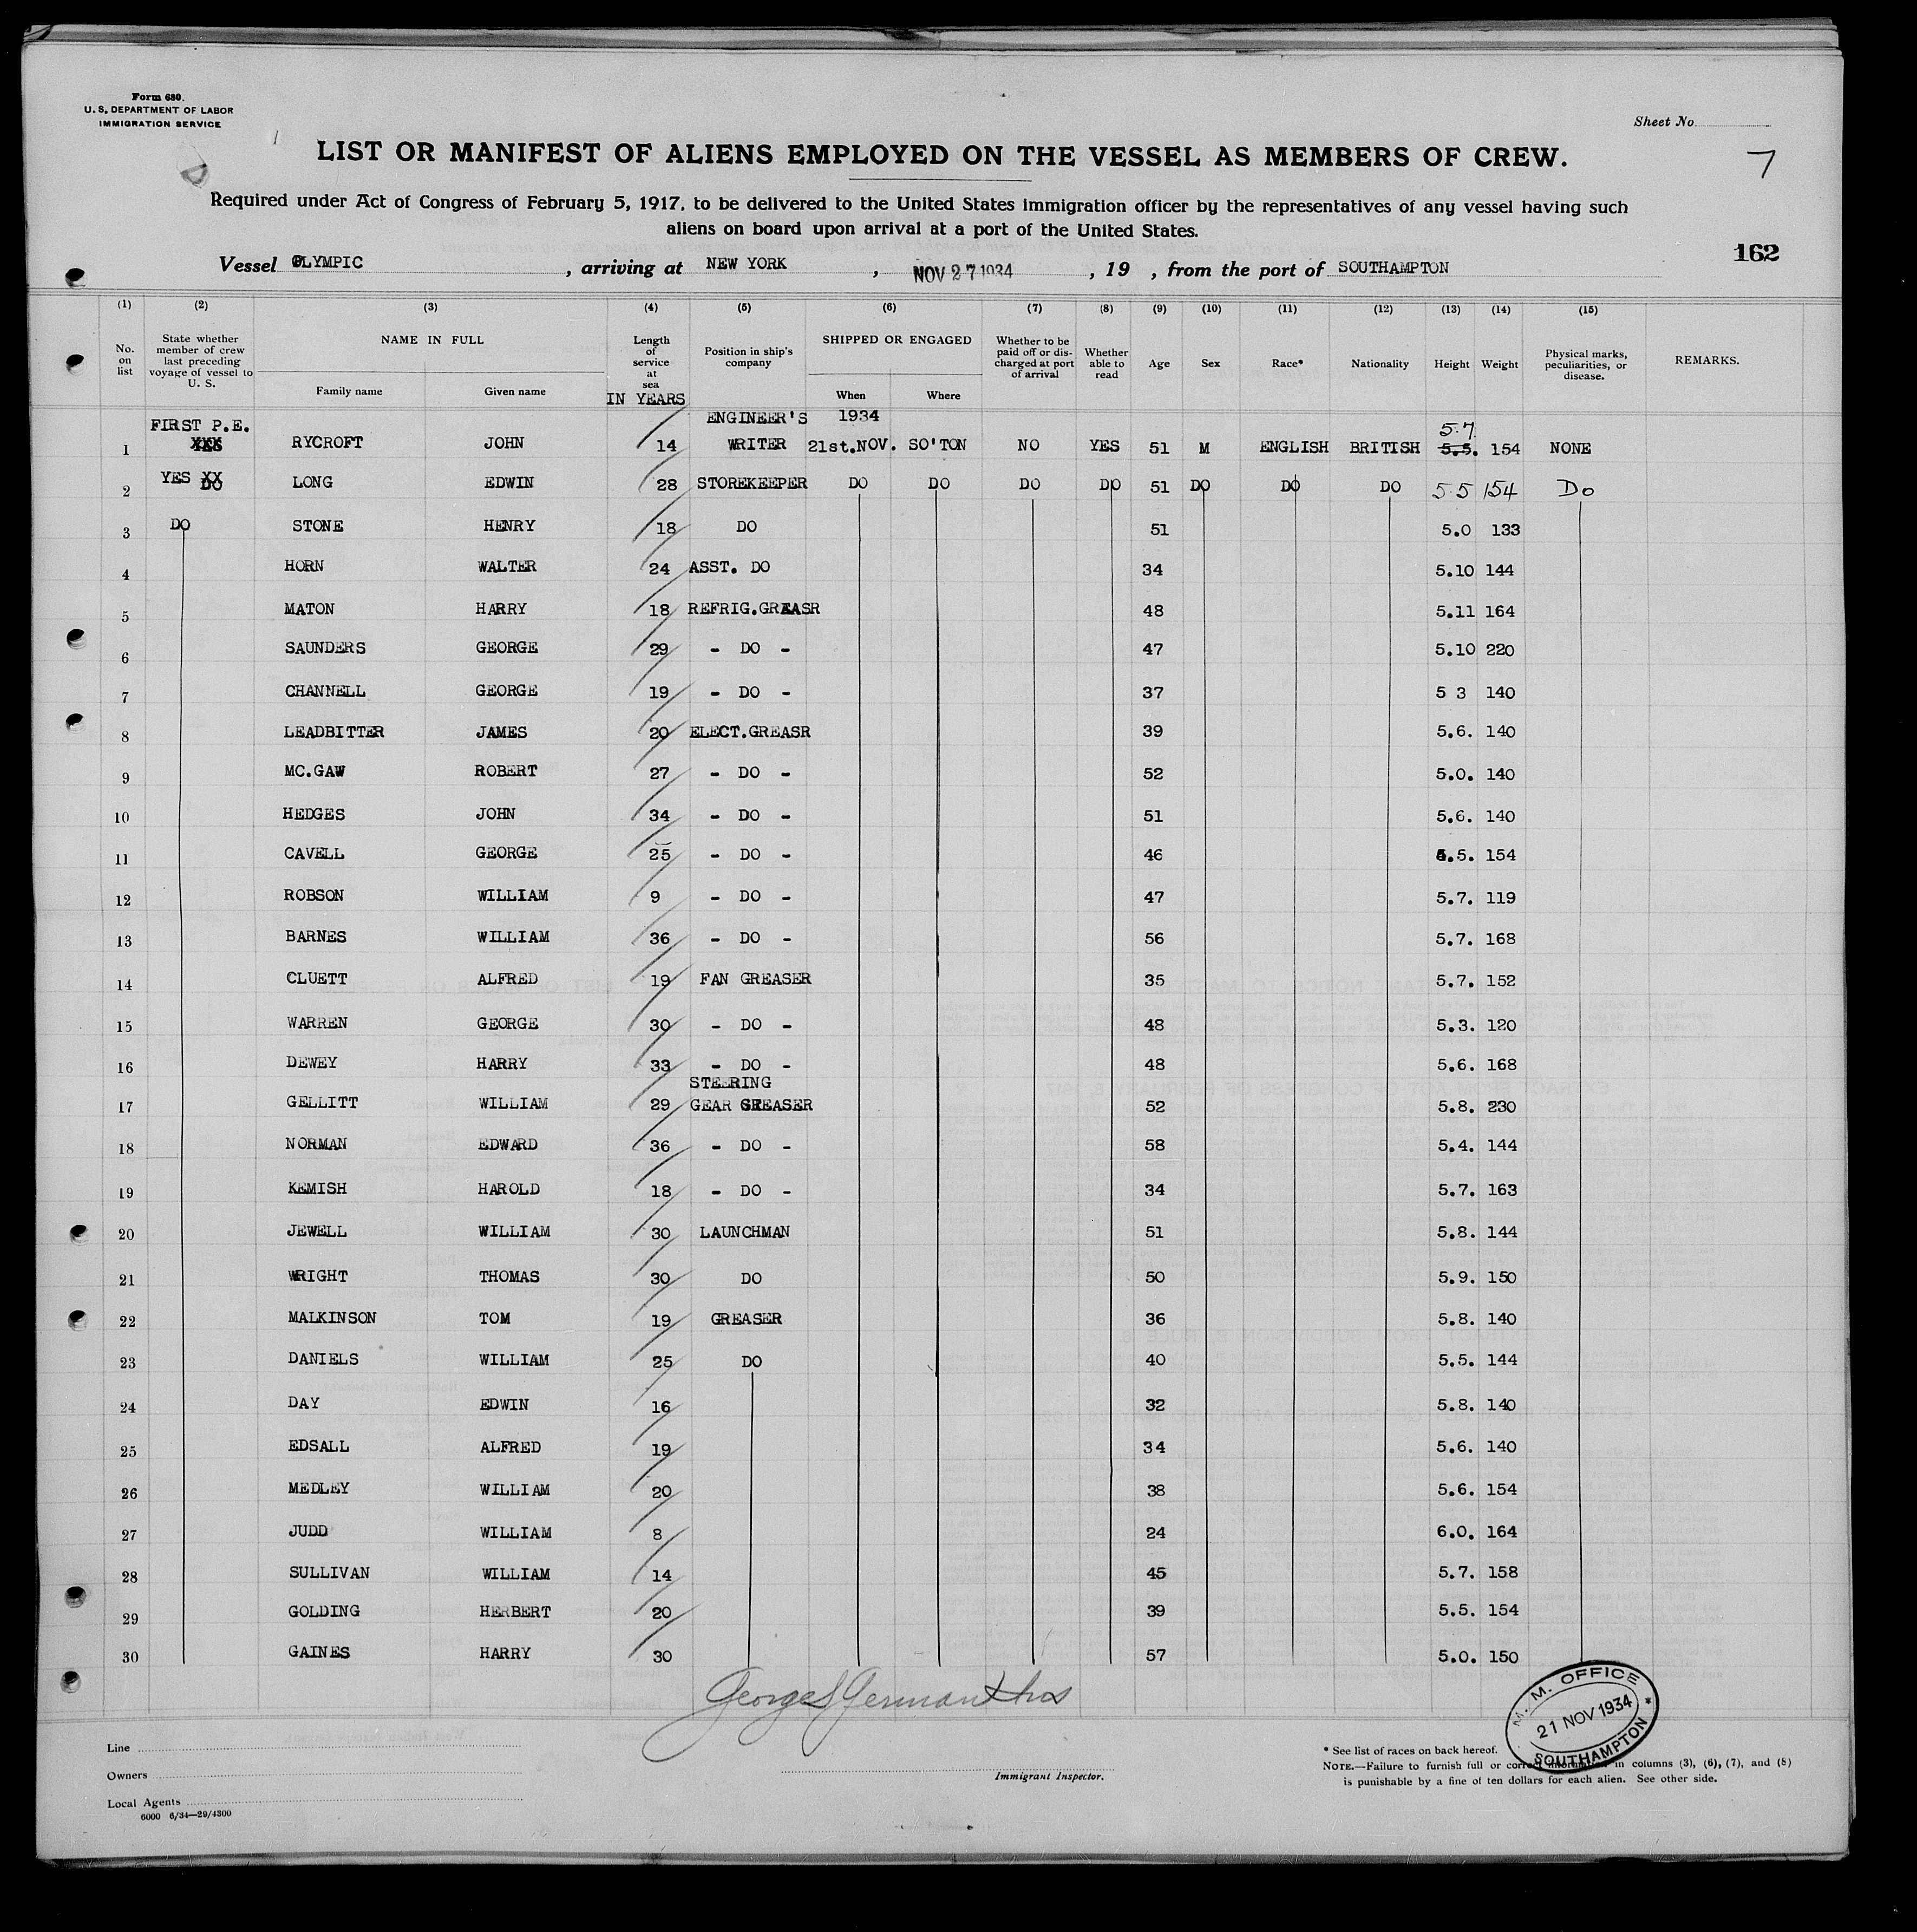 Form 680.
U. S. DEPARTMENT OF LABOR
IMMIGRATION SERVICE
Sheet No.
LIST OR MANIFEST OF ALIENS EMPLOYED ON THE VESSEL AS MEMBERS OF CREW.
7
Required under Act of Congress of February 5, 1917, to be delivered to the United States immigration officer by the representatives of any vessel having such
aliens on board upon arrival at a port of the United States.
162
Vessel OLYMPIC, arriving at NEW YORK, NOV 27 1934, 19 , from the port of SOUTHAMPTON
(1) (2) (3) (4) (5) (6) (7) (8) (9) (10) (11) (12) (13) (14) (15)
No. on list
State whether member of crew last preceding voyage of vessel to U. S.
NAME IN FULL
Family name Given name
Length of service at sea
IN YEARS
Position in ship's company
SHIPPED OR ENGAGED
When Where
Whether to be paid off or discharged at port of arrival
Whether able to read
Age Sex Race* Nationality Height Weight
Physical marks, peculiarities, or disease.
REMARKS.
FIRST P.E. ENGINEER'S 1934 5.7
1 XXX RYCROFT JOHN 14 WRITER 21st.NOV. SO'TON NO YES 51 M ENGLISH BRITISH 5.5. 154 NONE
2 YES XX DO LONG EDWIN 28 STOREKEEPER DO DO DO DO 51 DO DO DO 5 5 154 Do
3 DO STONE HENRY 18 DO 51 5.0 133
4 HORN WALTER 24 ASST. DO 34 5.10 144
5 MATON HARRY 18 REFRIG.GREASR 48 5.11 164
6 SAUNDERS GEORGE 29 - DO - 47 5.10 220
7 CHANNELL GEORGE 19 - DO - 37 5 3 140
8 LEADBITTER JAMES 20 ELECT.GREASR 39 5.6. 140
9 MC.GAW ROBERT 27 - DO - 52 5.0. 140
10 HEDGES JOHN 34 - DO - 51 5.6. 140
11 CAVELL GEORGE 25 - DO - 46 5.5. 154
12 ROBSON WILLIAM 9 - DO - 47 5.7. 119
13 BARNES WILLIAM 36 - DO - 56 5.7. 168
14 CLUETT ALFRED 19 FAN GREASER 35 5.7. 152
15 WARREN GEORGE 30 - DO - 48 5.3. 120
16 DEWEY HARRY 33 - DO - 48 5.6. 168
STEERING
17 GELLITT WILLIAM 29 GEAR GREASER 52 5.8. 230
18 NORMAN EDWARD 36 - DO - 58 5.4. 144
19 KEMISH HAROLD 18 - DO - 34 5.7. 163
20 JEWELL WILLIAM 30 LAUNCHMAN 51 5.8. 144
21 WRIGHT THOMAS 30 DO 50 5.9. 150
22 MALKINSON TOM 19 GREASER 36 5.8. 140
23 DANIELS WILLIAM 25 DO 40 5.5. 144
24 DAY EDWIN 16 32 5.8. 140
25 EDSALL ALFRED 19 34 5.6. 140
26 MEDLEY WILLIAM 20 38 5.6. 154
27 JUDD WILLIAM 8 24 6.0. 164
28 SULLIVAN WILLIAM 14 45 5.7. 158
29 GOLDING HERBERT 20 39 5.5. 154
30 GAINES HARRY 30 57 5.0. 150
M. M. OFFICE
21 NOV 1934
SOUTHAMPTON
Line
Owners
Local Agents
6000 6/34—29/4300
Immigrant Inspector.
* See list of races on back hereof.
NOTE.—Failure to furnish full or correct information in columns (3), (6), (7), and (8)
is punishable by a fine of ten dollars for each alien. See other side.